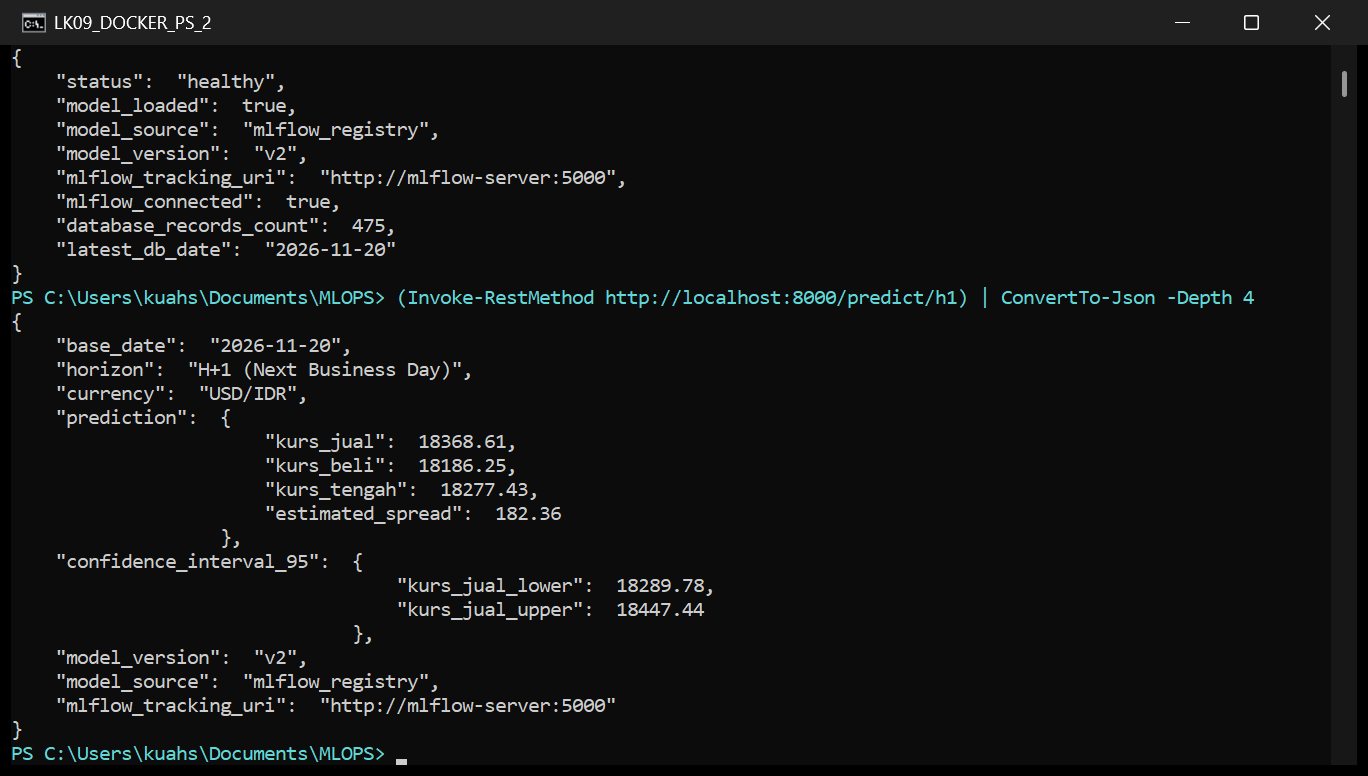 LK09_DOCKER_PS_2
{
    "status":  "healthy",
    "model_loaded":  true,
    "model_source":  "mlflow_registry",
    "model_version":  "v2",
    "mlflow_tracking_uri":  "http://mlflow-server:5000",
    "mlflow_connected":  true,
    "database_records_count":  475,
    "latest_db_date":  "2026-11-20"
}
PS C:\Users\kuahs\Documents\MLOPS> (Invoke-RestMethod http://localhost:8000/predict/h1) | ConvertTo-Json -Depth 4
{
    "base_date":  "2026-11-20",
    "horizon":  "H+1 (Next Business Day)",
    "currency":  "USD/IDR",
    "prediction":  {
                       "kurs_jual":  18368.61,
                       "kurs_beli":  18186.25,
                       "kurs_tengah":  18277.43,
                       "estimated_spread":  182.36
                   },
    "confidence_interval_95":  {
                                   "kurs_jual_lower":  18289.78,
                                   "kurs_jual_upper":  18447.44
                               },
    "model_version":  "v2",
    "model_source":  "mlflow_registry",
    "mlflow_tracking_uri":  "http://mlflow-server:5000"
}
PS C:\Users\kuahs\Documents\MLOPS>